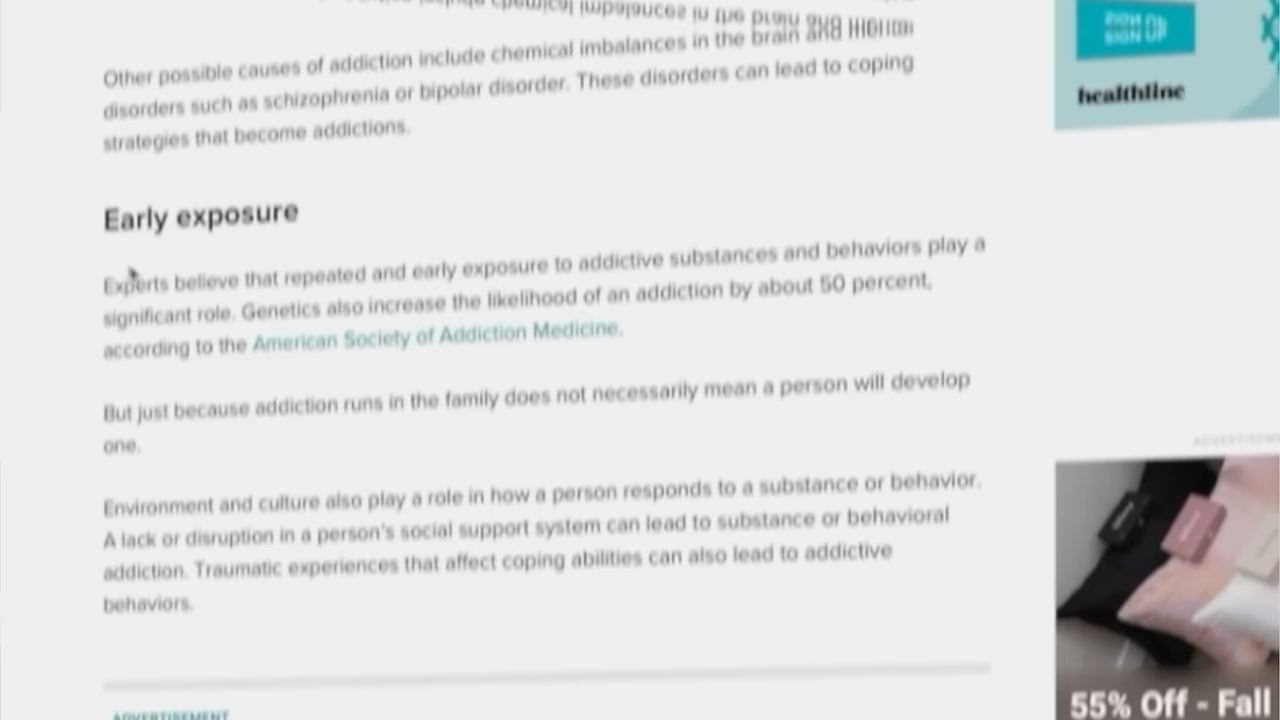 Other possible causes of addiction include chemical imbalances in the brain and mental
disorders such as schizophrenia or bipolar disorder. These disorders can lead to coping
strategies that become addictions.
Early exposure
Experts believe that repeated and early exposure to addictive substances and behaviors play a
significant role. Genetics also increase the likelihood of an addiction by about 50 percent,
according to the American Society of Addiction Medicine.
But just because addiction runs in the family does not necessarily mean a person will develop
one.
Environment and culture also play a role in how a person responds to a substance or behavior.
A lack or disruption in a person's social support system can lead to substance or behavioral
addiction. Traumatic experiences that affect coping abilities can also lead to addictive
behaviors.
ADVERTISEMENT
SIGN UP
healthline
55% Off - Fall